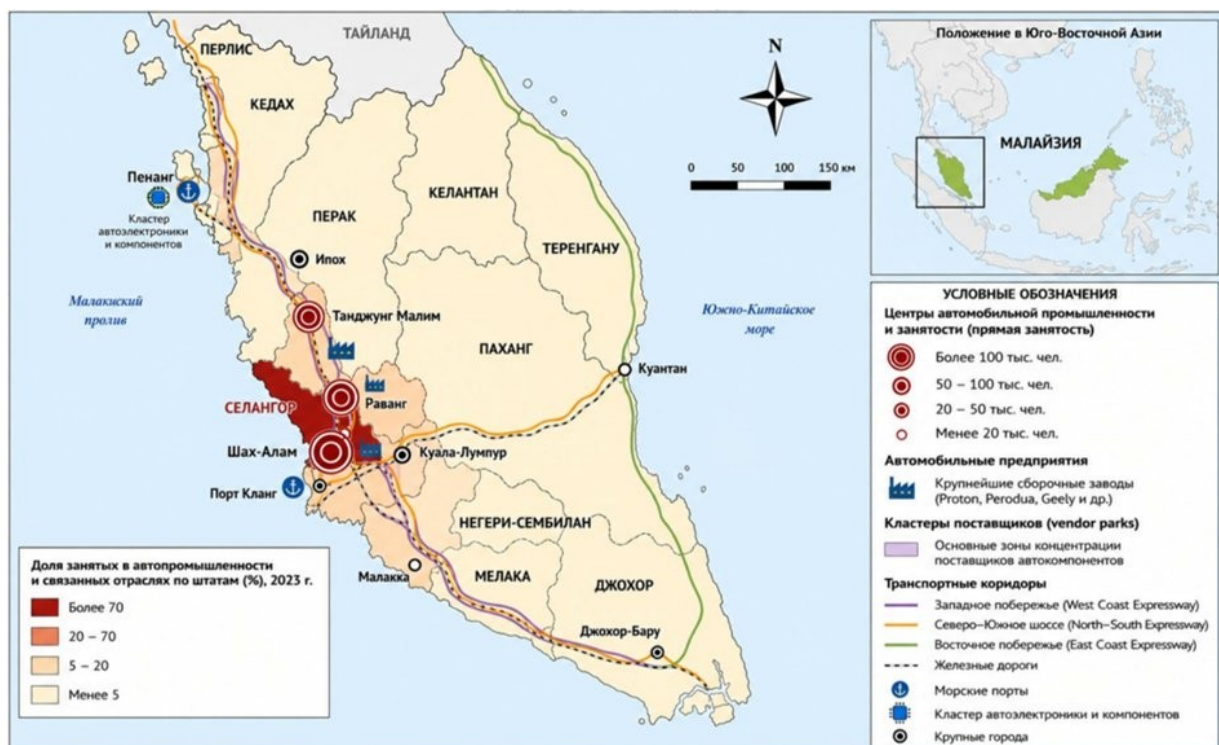 ТАЙЛАНД
ПЕРЛИС
КЕДАХ
Пенанг
Кластер
автоэлектроники
и компонентов
ПЕРАК
КЕЛАНТАН
ТЕРЕНГАНУ
Ипох
Малакиский
пролив
Танджунг Малим
ПАХАНГ
Южно-Китайское
море
Куантан
СЕЛАНГОР
Раванг
Шах-Алам
Куала-Лумпур
Порт Кланг
НЕГЕРИ-СЕМБИЛАН
Малакка
МЕЛАКА
ДЖОХОР
Джохор-Бару
N
0 50 100 150 км
Положение в Юго-Восточной Азии
МАЛАЙЗИЯ
Доля занятых в автопромышленности
и связанных отраслях по штатам (%), 2023 г.
Более 70
20 – 70
5 – 20
Менее 5
УСЛОВНЫЕ ОБОЗНАЧЕНИЯ
Центры автомобильной промышленности
и занятости (прямая занятость)
Более 100 тыс. чел.
50 – 100 тыс. чел.
20 – 50 тыс. чел.
Менее 20 тыс. чел.
Автомобильные предприятия
Крупнейшие сборочные заводы
(Proton, Perodua, Geely и др.)
Кластеры поставщиков (vendor parks)
Основные зоны концентрации
поставщиков автокомпонентов
Транспортные коридоры
Западное побережье (West Coast Expressway)
Северо–Южное шоссе (North–South Expressway)
Восточное побережье (East Coast Expressway)
Железные дороги
Морские порты
Кластер автоэлектроники и компонентов
Крупные города